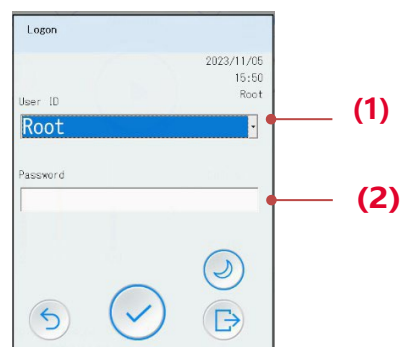 Logon
2023/11/05
15:50
Root
User ID
Root
(1)
Password
(2)